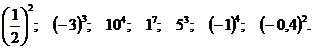 (1/2)²; (−3)³; 10⁴; 1⁷; 5³; (−1)⁴; (−0,4)².